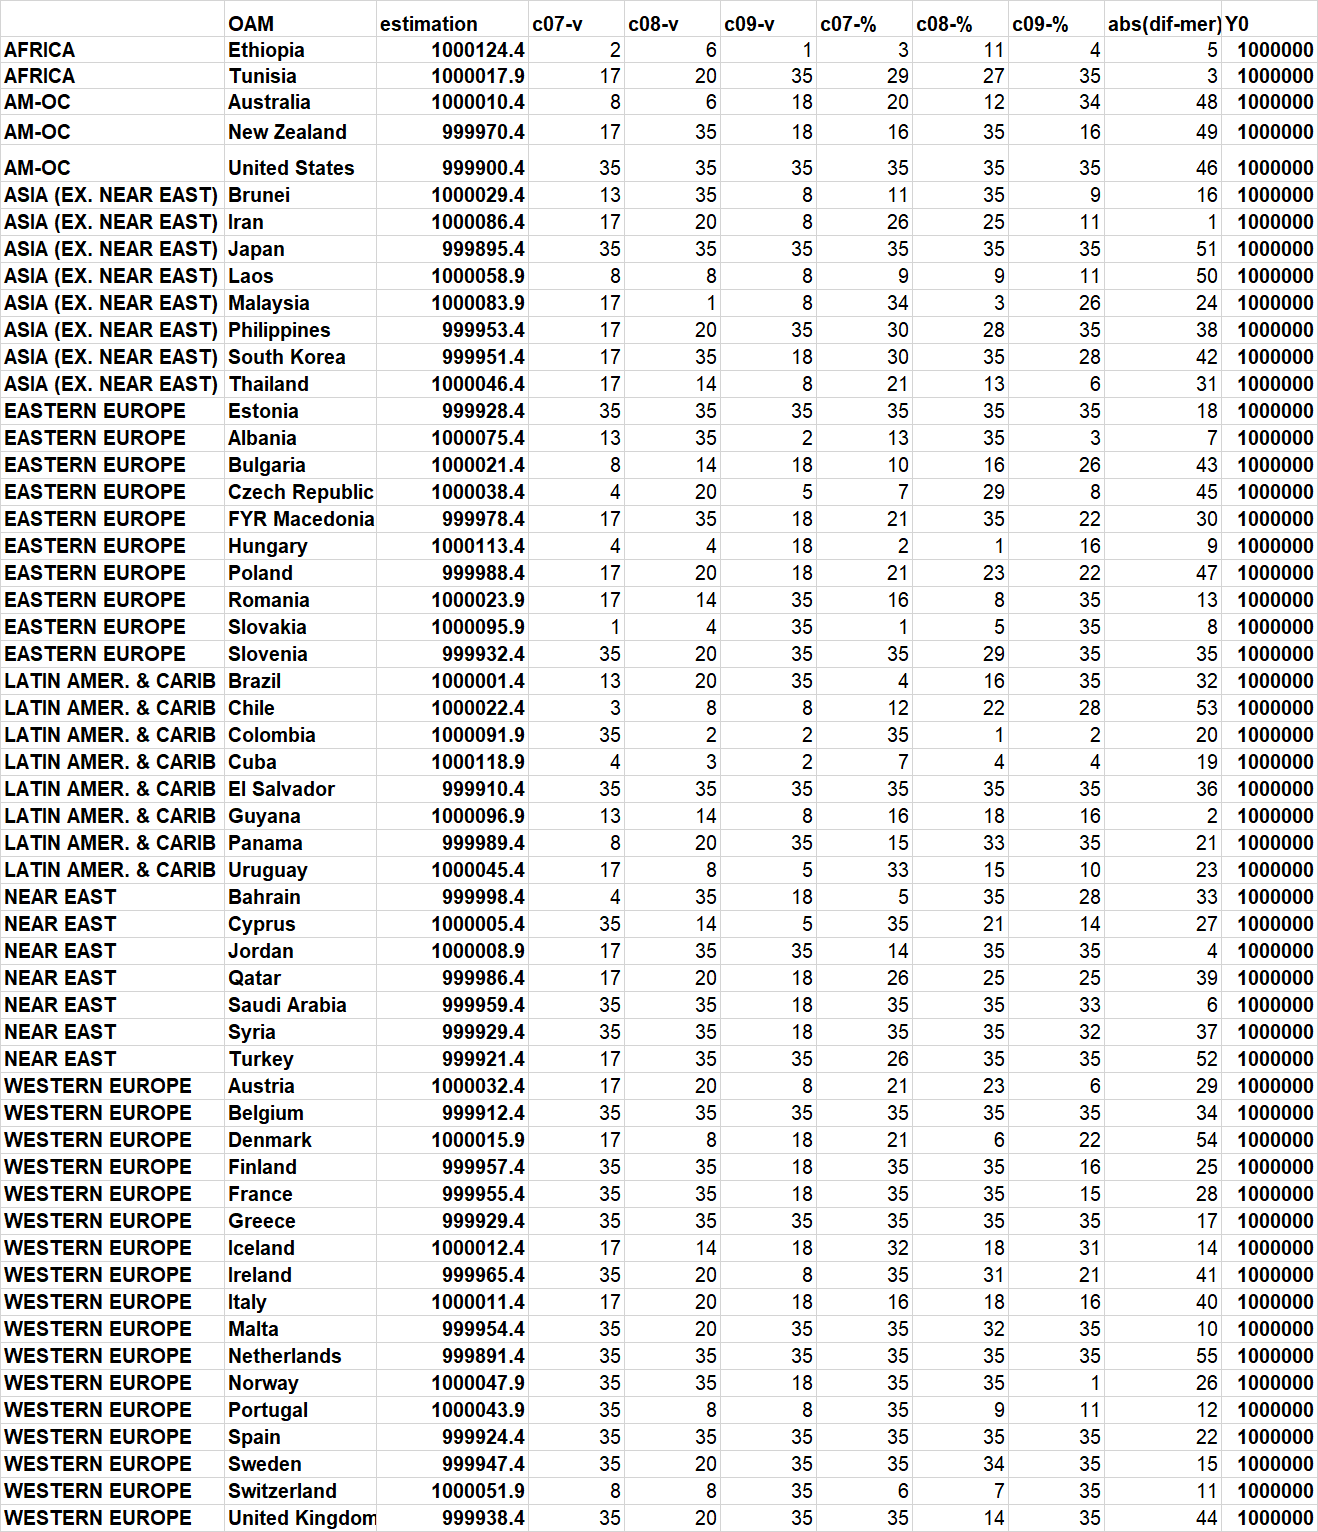 OAM estimation c07-v c08-v c09-v c07-% c08-% c09-% abs(dif-mer) Y0
AFRICA Ethiopia 1000124.4 2 6 1 3 11 4 5 1000000
AFRICA Tunisia 1000017.9 17 20 35 29 27 35 3 1000000
AM-OC Australia 1000010.4 8 6 18 20 12 34 48 1000000
AM-OC New Zealand 999970.4 17 35 18 16 35 16 49 1000000
AM-OC United States 999900.4 35 35 35 35 35 35 46 1000000
ASIA (EX. NEAR EAST) Brunei 1000029.4 13 35 8 11 35 9 16 1000000
ASIA (EX. NEAR EAST) Iran 1000086.4 17 20 8 26 25 11 1 1000000
ASIA (EX. NEAR EAST) Japan 999895.4 35 35 35 35 35 35 51 1000000
ASIA (EX. NEAR EAST) Laos 1000058.9 8 8 8 9 9 11 50 1000000
ASIA (EX. NEAR EAST) Malaysia 1000083.9 17 1 8 34 3 26 24 1000000
ASIA (EX. NEAR EAST) Philippines 999953.4 17 20 35 30 28 35 38 1000000
ASIA (EX. NEAR EAST) South Korea 999951.4 17 35 18 30 35 28 42 1000000
ASIA (EX. NEAR EAST) Thailand 1000046.4 17 14 8 21 13 6 31 1000000
EASTERN EUROPE Estonia 999928.4 35 35 35 35 35 35 18 1000000
EASTERN EUROPE Albania 1000075.4 13 35 2 13 35 3 7 1000000
EASTERN EUROPE Bulgaria 1000021.4 8 14 18 10 16 26 43 1000000
EASTERN EUROPE Czech Republic 1000038.4 4 20 5 7 29 8 45 1000000
EASTERN EUROPE FYR Macedonia 999978.4 17 35 18 21 35 22 30 1000000
EASTERN EUROPE Hungary 1000113.4 4 4 18 2 1 16 9 1000000
EASTERN EUROPE Poland 999988.4 17 20 18 21 23 22 47 1000000
EASTERN EUROPE Romania 1000023.9 17 14 35 16 8 35 13 1000000
EASTERN EUROPE Slovakia 1000095.9 1 4 35 1 5 35 8 1000000
EASTERN EUROPE Slovenia 999932.4 35 20 35 35 29 35 35 1000000
LATIN AMER. & CARIB Brazil 1000001.4 13 20 35 4 16 35 32 1000000
LATIN AMER. & CARIB Chile 1000022.4 3 8 8 12 22 28 53 1000000
LATIN AMER. & CARIB Colombia 1000091.9 35 2 2 35 1 2 20 1000000
LATIN AMER. & CARIB Cuba 1000118.9 4 3 2 7 4 4 19 1000000
LATIN AMER. & CARIB El Salvador 999910.4 35 35 35 35 35 35 36 1000000
LATIN AMER. & CARIB Guyana 1000096.9 13 14 8 16 18 16 2 1000000
LATIN AMER. & CARIB Panama 999989.4 8 20 35 15 33 35 21 1000000
LATIN AMER. & CARIB Uruguay 1000045.4 17 8 5 33 15 10 23 1000000
NEAR EAST Bahrain 999998.4 4 35 18 5 35 28 33 1000000
NEAR EAST Cyprus 1000005.4 35 14 5 35 21 14 27 1000000
NEAR EAST Jordan 1000008.9 17 35 35 14 35 35 4 1000000
NEAR EAST Qatar 999986.4 17 20 18 26 25 25 39 1000000
NEAR EAST Saudi Arabia 999959.4 35 35 18 35 35 33 6 1000000
NEAR EAST Syria 999929.4 35 35 18 35 35 32 37 1000000
NEAR EAST Turkey 999921.4 17 35 35 26 35 35 52 1000000
WESTERN EUROPE Austria 1000032.4 17 20 8 21 23 6 29 1000000
WESTERN EUROPE Belgium 999912.4 35 35 35 35 35 35 34 1000000
WESTERN EUROPE Denmark 1000015.9 17 8 18 21 6 22 54 1000000
WESTERN EUROPE Finland 999957.4 35 35 18 35 35 16 25 1000000
WESTERN EUROPE France 999955.4 35 35 18 35 35 15 28 1000000
WESTERN EUROPE Greece 999929.4 35 35 35 35 35 35 17 1000000
WESTERN EUROPE Iceland 1000012.4 17 14 18 32 18 31 14 1000000
WESTERN EUROPE Ireland 999965.4 35 20 8 35 31 21 41 1000000
WESTERN EUROPE Italy 1000011.4 17 20 18 16 18 16 40 1000000
WESTERN EUROPE Malta 999954.4 35 20 35 35 32 35 10 1000000
WESTERN EUROPE Netherlands 999891.4 35 35 35 35 35 35 55 1000000
WESTERN EUROPE Norway 1000047.9 35 35 18 35 35 1 26 1000000
WESTERN EUROPE Portugal 1000043.9 35 8 8 35 9 11 12 1000000
WESTERN EUROPE Spain 999924.4 35 35 35 35 35 35 22 1000000
WESTERN EUROPE Sweden 999947.4 35 20 35 35 34 35 15 1000000
WESTERN EUROPE Switzerland 1000051.9 8 8 35 6 7 35 11 1000000
WESTERN EUROPE United Kingdom 999938.4 35 20 35 35 14 35 44 1000000